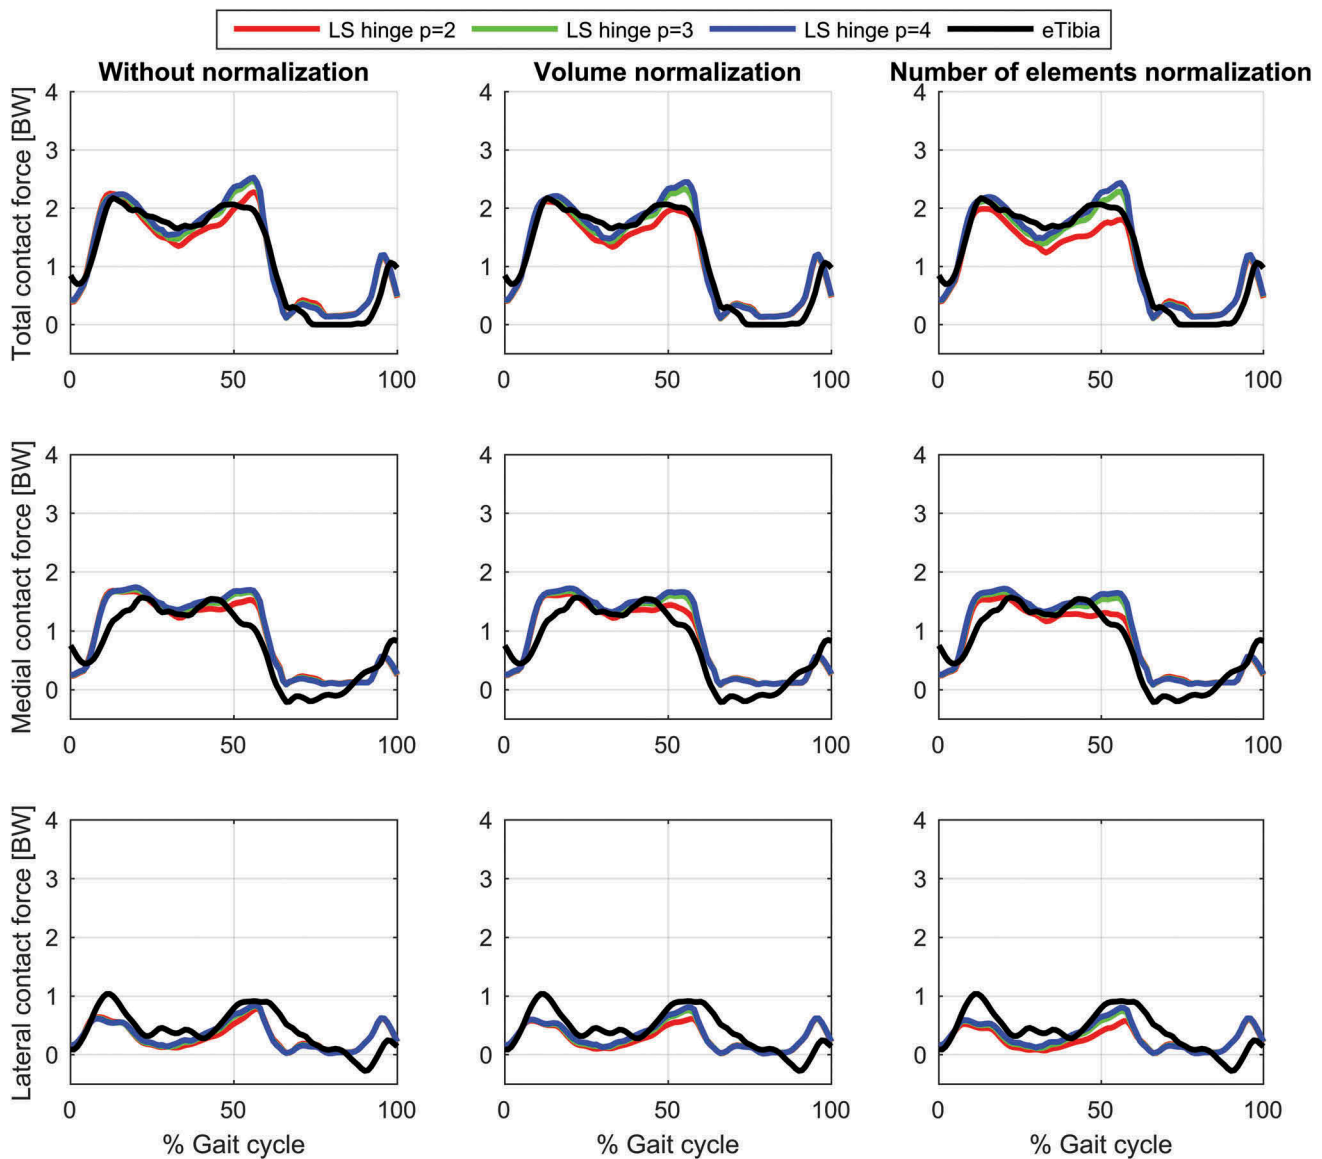 LS hinge p=2 LS hinge p=3 LS hinge p=4 eTibia
Without normalization Volume normalization Number of elements normalization
Total contact force [BW]
4 4 4
3 3 3
2 2 2
1 1 1
0 0 0
0 50 100 0 50 100 0 50 100
Medial contact force [BW]
4 4 4
3 3 3
2 2 2
1 1 1
0 0 0
0 50 100 0 50 100 0 50 100
Lateral contact force [BW]
4 4 4
3 3 3
2 2 2
1 1 1
0 0 0
0 50 100 0 50 100 0 50 100
% Gait cycle % Gait cycle % Gait cycle